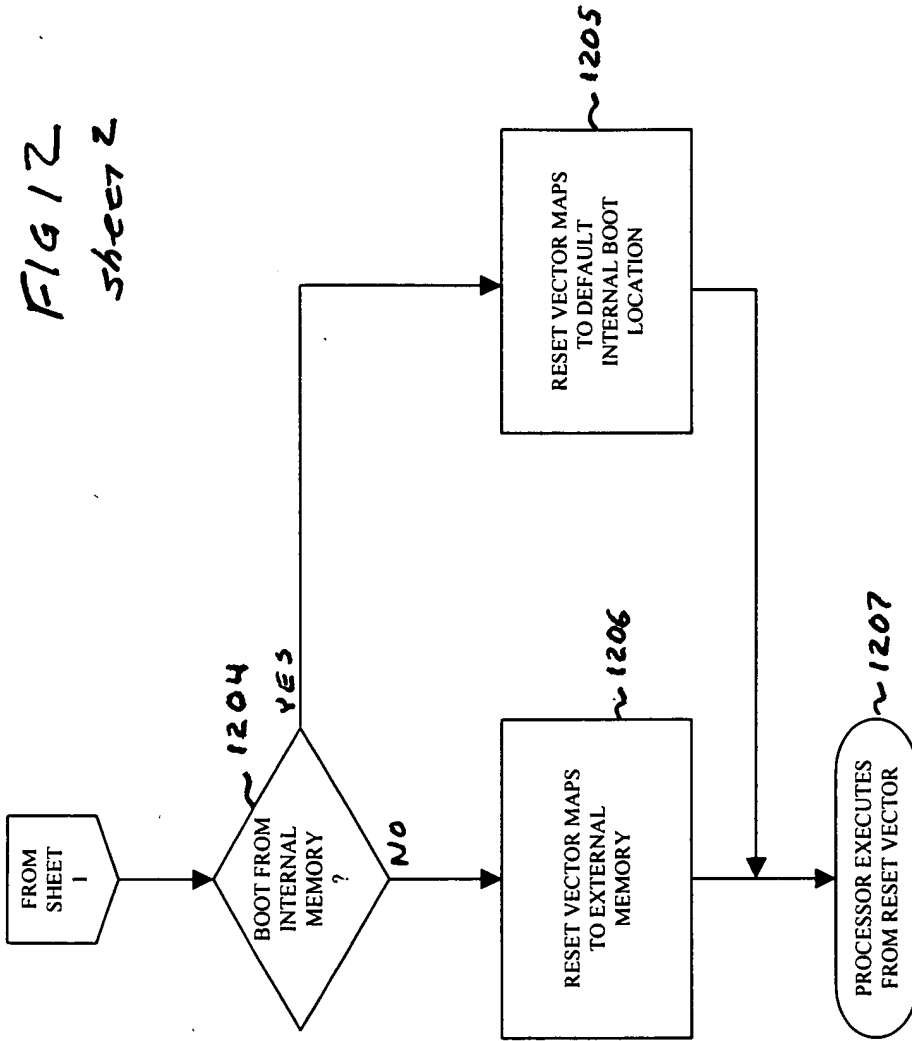 FIG 12
sheet 2
FROM
SHEET
1
1204
BOOT FROM
INTERNAL
MEMORY
?
YES
NO
1205
RESET VECTOR MAPS
TO DEFAULT
INTERNAL BOOT
LOCATION
1206
RESET VECTOR MAPS
TO EXTERNAL
MEMORY
1207
PROCESSOR EXECUTES
FROM RESET VECTOR